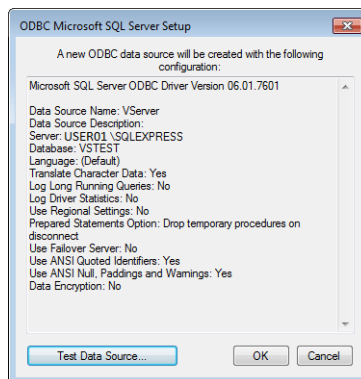 ODBC Microsoft SQL Server Setup
A new ODBC data source will be created with the following
configuration:
Microsoft SQL Server ODBC Driver Version 06.01.7601
Data Source Name: VServer
Data Source Description:
Server: USER01 \SQLEXPRESS
Database: VSTEST
Language: (Default)
Translate Character Data: Yes
Log Long Running Queries: No
Log Driver Statistics: No
Use Regional Settings: No
Prepared Statements Option: Drop temporary procedures on
disconnect
Use Failover Server: No
Use ANSI Quoted Identifiers: Yes
Use ANSI Null, Paddings and Warnings: Yes
Data Encryption: No
Test Data Source...
OK
Cancel